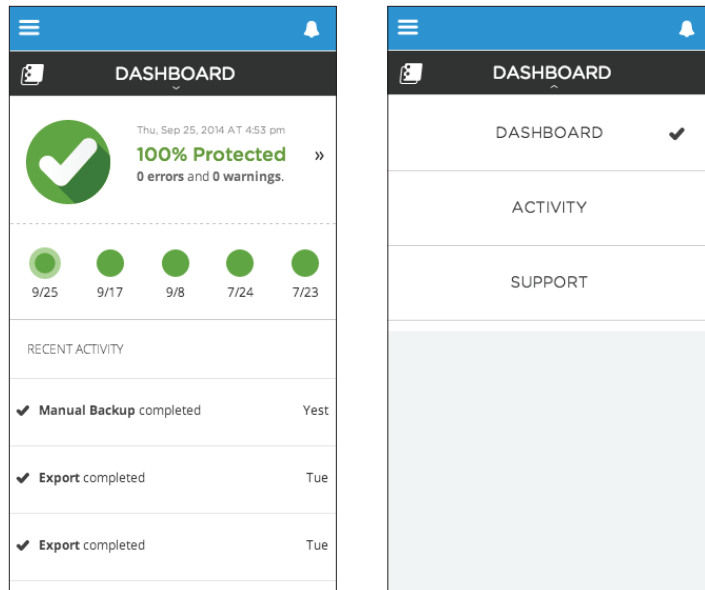 DASHBOARD
Thu, Sep 25, 2014 AT 4:53 pm
100% Protected »
0 errors and 0 warnings.
9/25 9/17 9/8 7/24 7/23
RECENT ACTIVITY
Manual Backup completed Yest
Export completed Tue
Export completed Tue
DASHBOARD
DASHBOARD
ACTIVITY
SUPPORT